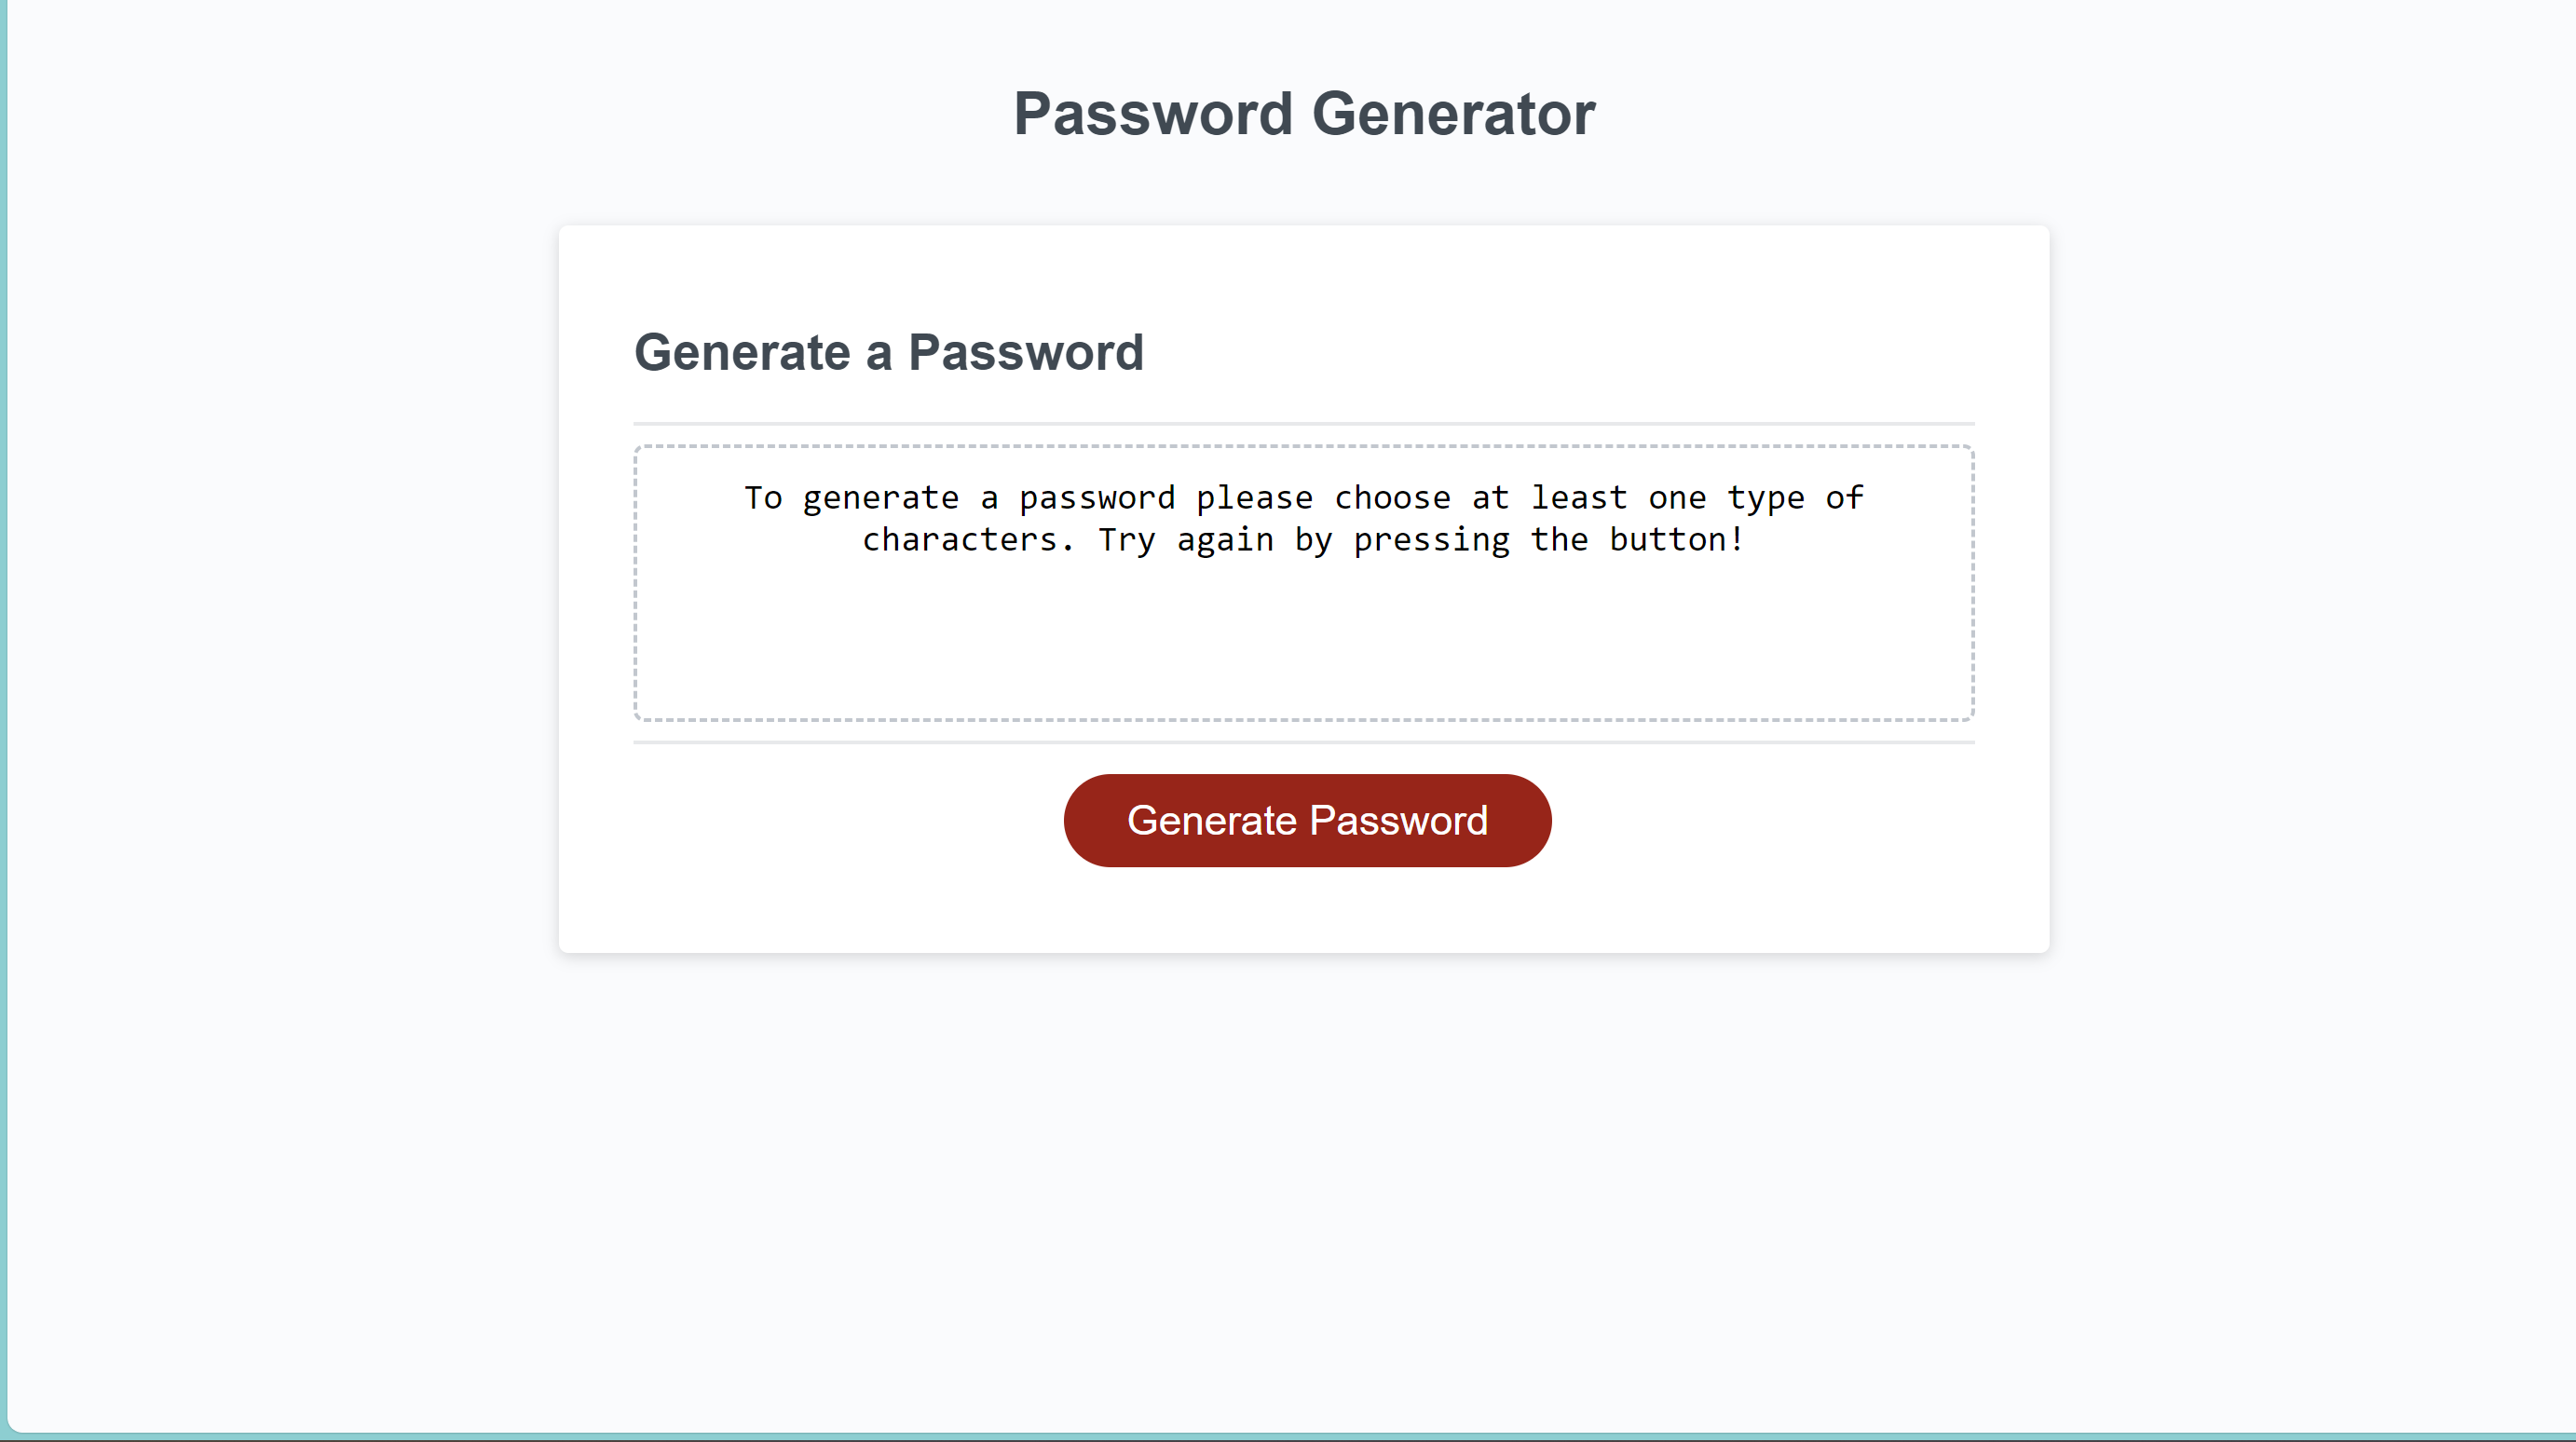 Password Generator
Generate a Password
To generate a password please choose at least one type of
characters. Try again by pressing the button!
Generate Password